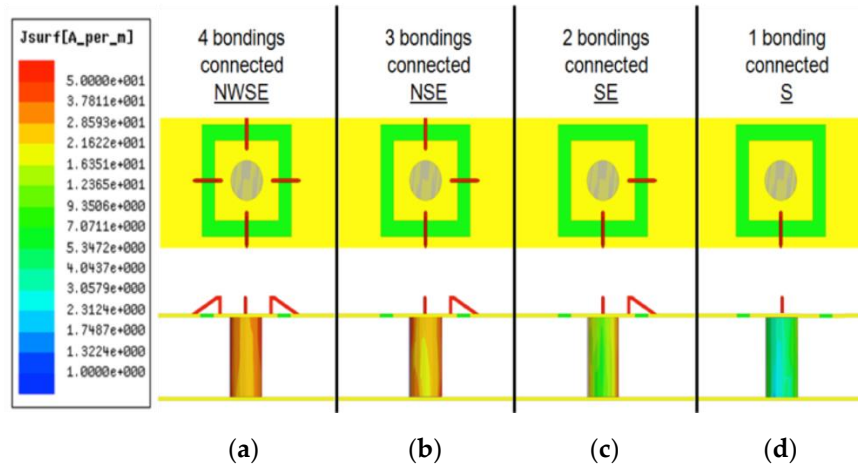 Jsurf[A_per_m]
5.0000e+001
3.7811e+001
2.8593e+001
2.1622e+001
1.6351e+001
1.2365e+001
9.3506e+000
7.0711e+000
5.3472e+000
4.0437e+000
3.0579e+000
2.3124e+000
1.7487e+000
1.3224e+000
1.0000e+000
4 bondings
connected
NWSE
3 bondings
connected
NSE
2 bondings
connected
SE
1 bonding
connected
S
(a)
(b)
(c)
(d)